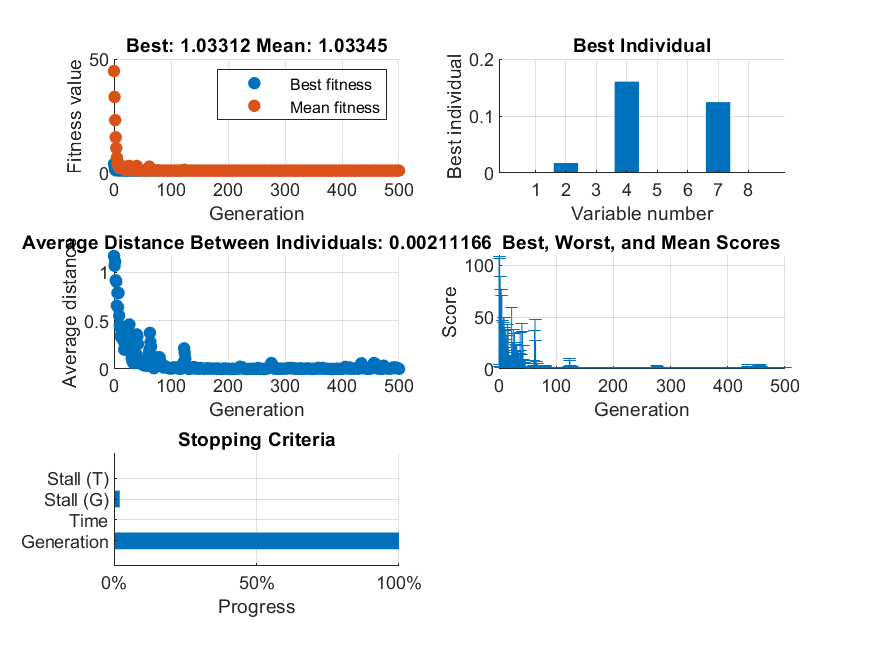 Best: 1.03312 Mean: 1.03345
Fitness value
50
0
Best fitness
Mean fitness
0 100 200 300 400 500
Generation
Best Individual
Best individual
0.2
0.1
0
1 2 3 4 5 6 7 8
Variable number
Average Distance Between Individuals: 0.00211166
Average distance
1
0.5
0
0 100 200 300 400 500
Generation
Best, Worst, and Mean Scores
Score
100
50
0
0 100 200 300 400 500
Generation
Stopping Criteria
Stall (T)
Stall (G)
Time
Generation
0% 50% 100%
Progress